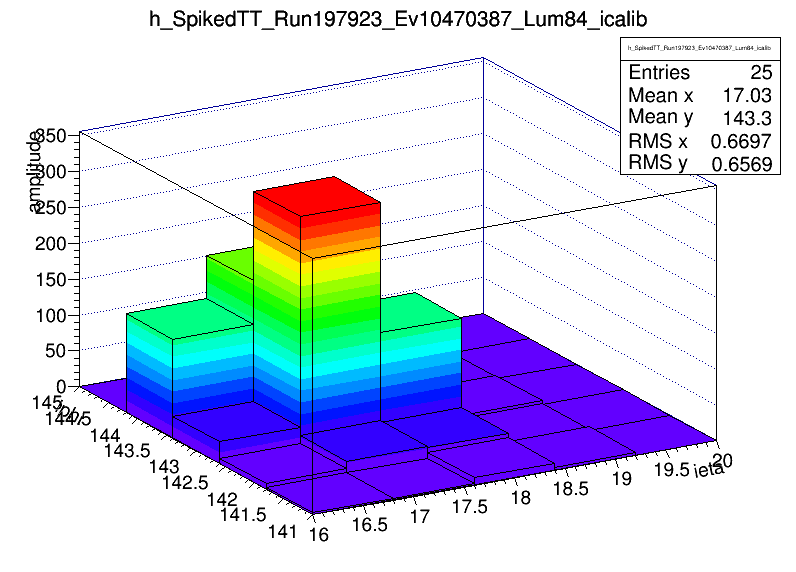 h_SpikedTT_Run197923_Ev10470387_Lum84_icalib
h_SpikedTT_Run197923_Ev10470387_Lum84_icalib
Entries 25
Mean x 17.03
Mean y 143.3
RMS x 0.6697
RMS y 0.6569
amplitude
350
300
250
200
150
100
50
0
145
144.5
144
143.5
143
142.5
142
141.5
141
16
16.5
17
17.5
18
18.5
19
19.5
20
ieta